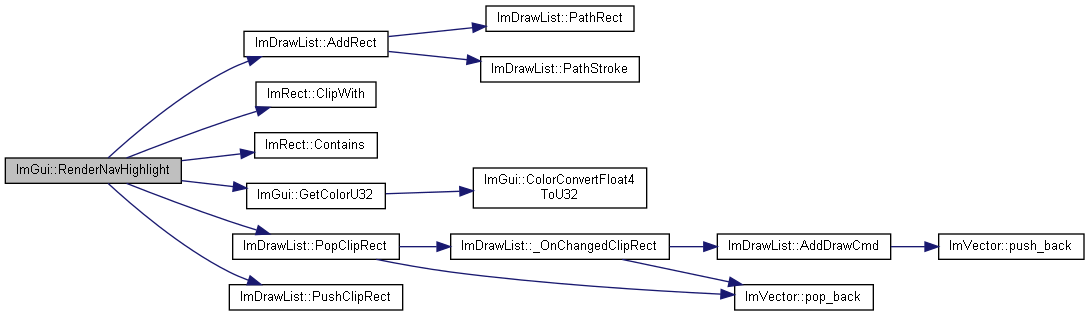 ImDrawList::PathRect
ImDrawList::AddRect
ImDrawList::PathStroke
ImRect::ClipWith
ImRect::Contains
ImGui::RenderNavHighlight
ImGui::ColorConvertFloat4
ToU32
ImGui::GetColorU32
ImDrawList::PopClipRect
ImDrawList::_OnChangedClipRect
ImDrawList::AddDrawCmd
ImVector::push_back
ImDrawList::PushClipRect
ImVector::pop_back